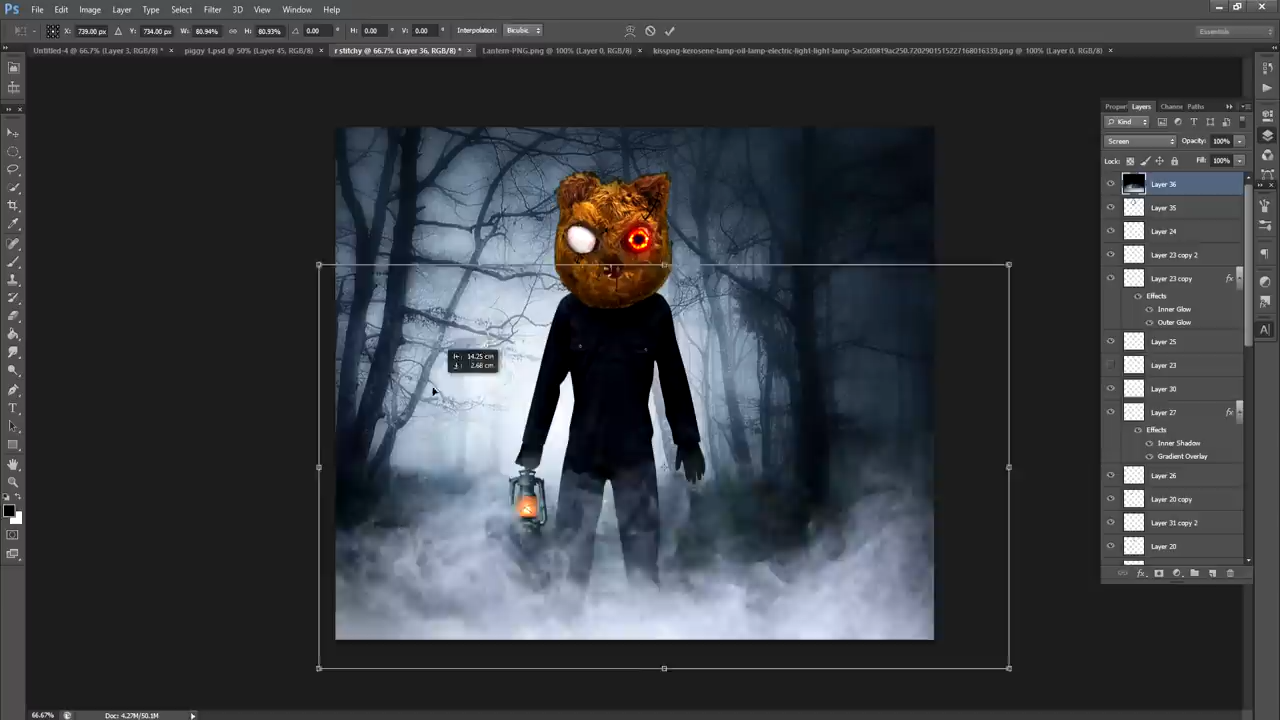 Ps File Edit Image Layer Type Select Filter 3D View Window Help
X: 739.00 px Y: 734.00 px W: 80.94% H: 80.93% 0.00 ° H: 0.00 ° V: 0.00 ° Interpolation: Bicubic Essentials
Untitled-4 @ 66,7% (Layer 3, RGB/8) * × piggy 1.psd @ 50% (Layer 45, RGB/8) × r stitchy @ 66.7% (Layer 36, RGB/8) * × Lantern-PNG.png @ 100% (Layer 0, RGB/8) × kisspng-kerosene-lamp-oil-lamp-electric-light-light-lamp-5ac2d0819ac250.7202901515227168016339.png @ 100% (Layer 0, RGB/8) ×
Proper Layers Channe Paths
Kind
Screen Opacity: 100%
Lock: Fill: 100%
Layer 36
Layer 35
Layer 24
Layer 23 copy 2
Layer 23 copy fx
Effects
Inner Glow
Outer Glow
Layer 25
Layer 23
Layer 30
Layer 27 fx
Effects
Inner Shadow
Gradient Overlay
Layer 26
Layer 20 copy
Layer 31 copy 2
Layer 20
14.25 cm
2.68 cm
66.67% Doc: 4.27M/50.1M